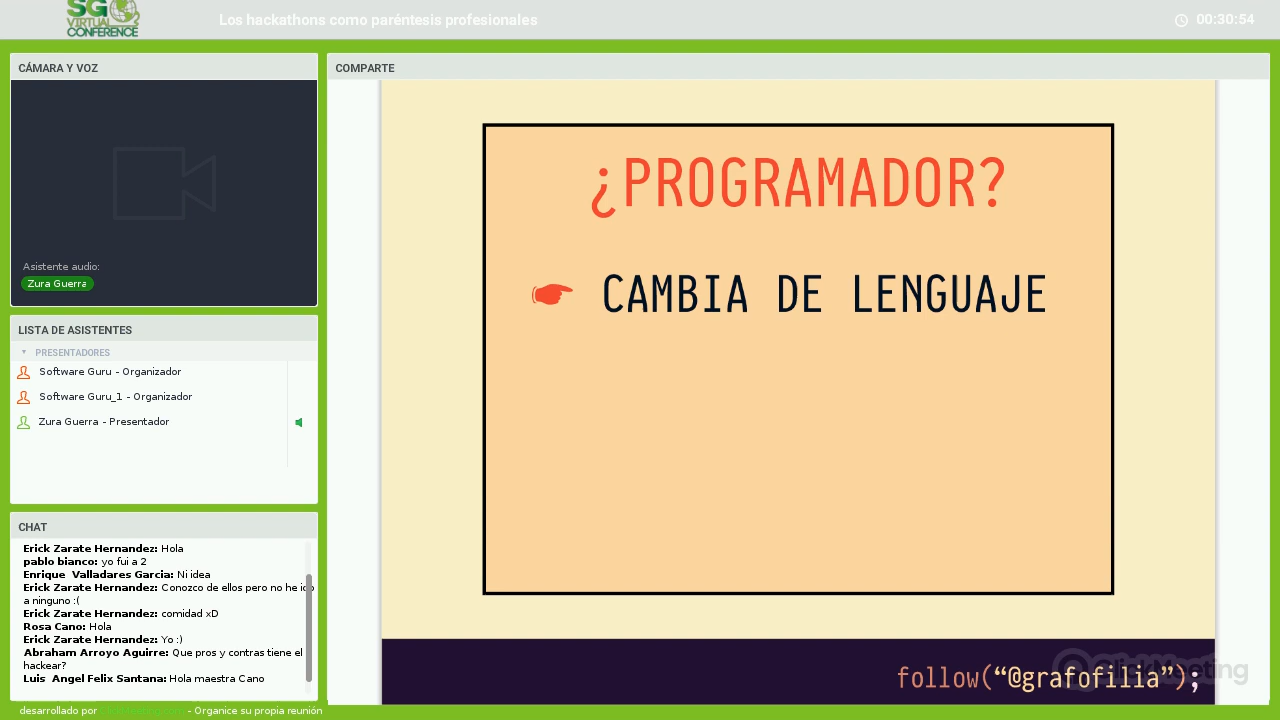 SG
VIRTUAL
CONFERENCE
Los hackathons como paréntesis profesionales
00:30:54
CÁMARA Y VOZ
Asistente audio:
Zura Guerra
LISTA DE ASISTENTES
PRESENTADORES
Software Guru - Organizador
Software Guru_1 - Organizador
Zura Guerra - Presentador
CHAT
Erick Zarate Hernandez: Hola
pablo bianco: yo fui a 2
Enrique Valladares Garcia: Ni idea
Erick Zarate Hernandez: Conozco de ellos pero no he ido
a ninguno :(
Erick Zarate Hernandez: comidad xD
Rosa Cano: Hola
Erick Zarate Hernandez: Yo :)
Abraham Arroyo Aguirre: Que pros y contras tiene el
hackear?
Luis Angel Felix Santana: Hola maestra Cano
desarrollado por - Organice su propia reunión
COMPARTE
¿PROGRAMADOR?
☛ CAMBIA DE LENGUAJE
follow(“@grafofilia”);
ClickMeeting